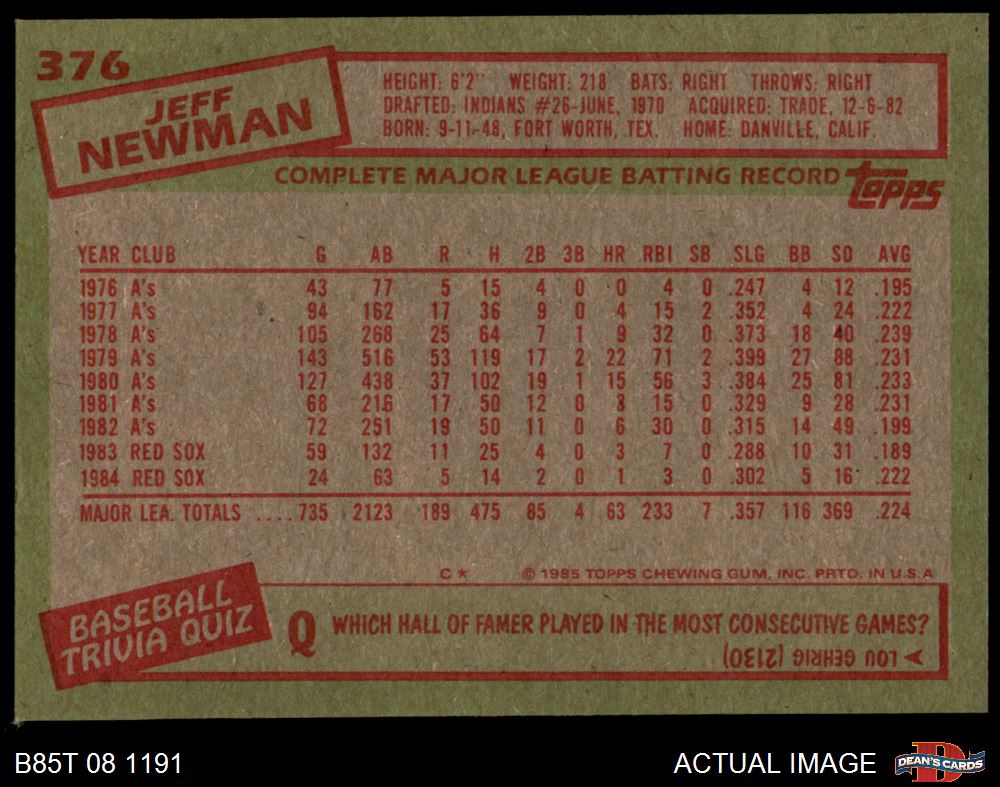 376
JEFF
NEWMAN
HEIGHT: 6'2" WEIGHT: 218 BATS: RIGHT THROWS: RIGHT
DRAFTED: INDIANS #26-JUNE, 1970 ACQUIRED: TRADE, 12-6-82
BORN: 9-11-48, FORT WORTH, TEX. HOME: DANVILLE, CALIF.
COMPLETE MAJOR LEAGUE BATTING RECORD
TOPPS
YEAR CLUB G AB R H 2B 3B HR RBI SB SLG BB SO AVG
1976 A's 43 77 5 15 4 0 0 4 0 .247 4 12 .195
1977 A's 94 162 17 36 9 0 4 15 2 .352 4 24 .222
1978 A's 105 268 25 64 7 1 9 32 0 .373 18 40 .239
1979 A's 143 516 53 119 17 2 22 71 2 .399 27 88 .231
1980 A's 127 438 37 102 19 1 15 56 3 .384 25 81 .233
1981 A's 68 216 17 50 12 0 3 15 0 .329 9 28 .231
1982 A's 72 251 19 50 11 0 6 30 0 .315 14 49 .199
1983 RED SOX 59 132 11 25 4 0 3 7 0 .288 10 31 .189
1984 RED SOX 24 63 5 14 2 0 1 3 0 .302 5 16 .222
MAJOR LEA. TOTALS ....735 2123 189 475 85 4 63 233 7 .357 116 369 .224
C* © 1985 TOPPS CHEWING GUM, INC. PRTD. IN U.S.A
BASEBALL
TRIVIA QUIZ
Q WHICH HALL OF FAMER PLAYED IN THE MOST CONSECUTIVE GAMES?
LOU GEHRIG (2130)
B85T 08 1191
ACTUAL IMAGE
DEAN'S CARDS